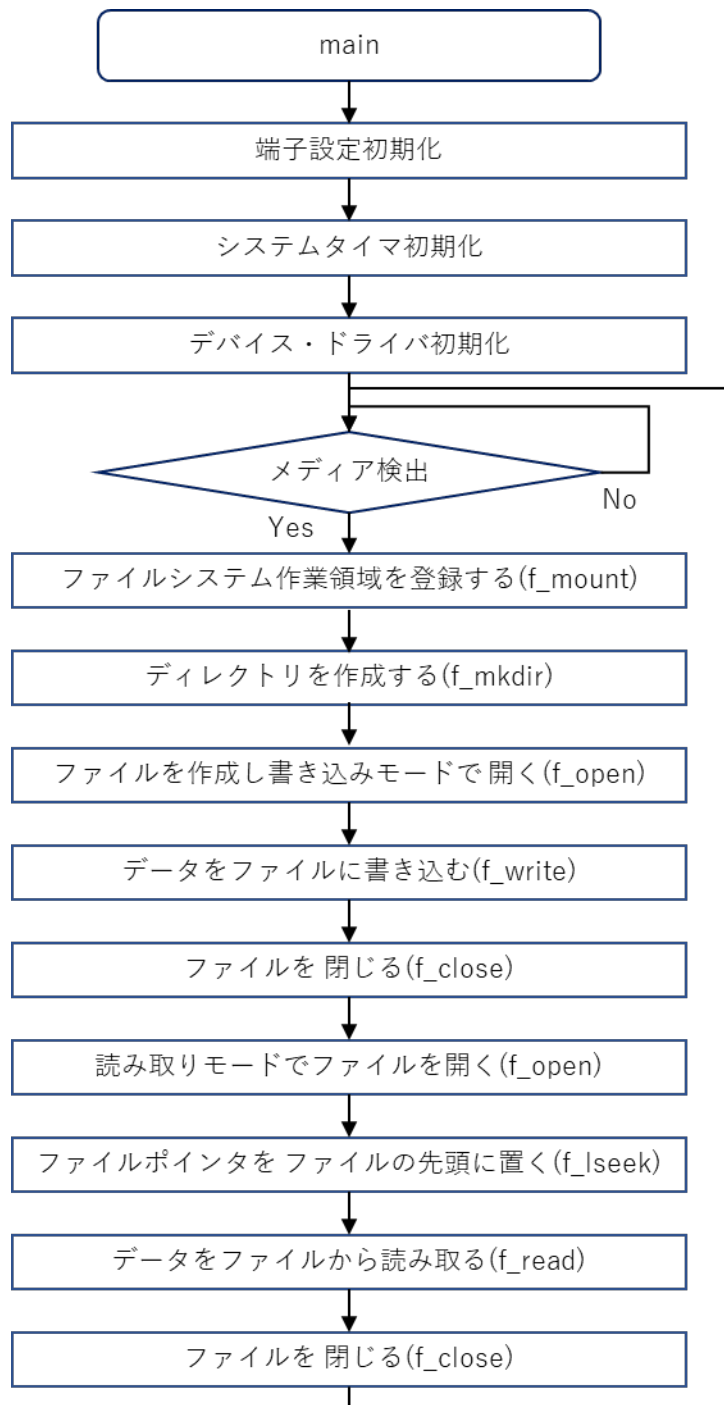 main
端子設定初期化
システムタイマ初期化
デバイス・ドライバ初期化
メディア検出
No
Yes
ファイルシステム作業領域を登録する(f_mount)
ディレクトリを作成する(f_mkdir)
ファイルを作成し書き込みモードで 開く(f_open)
データをファイルに書き込む(f_write)
ファイルを 閉じる(f_close)
読み取りモードでファイルを開く(f_open)
ファイルポインタを ファイルの先頭に置く(f_lseek)
データをファイルから読み取る(f_read)
ファイルを 閉じる(f_close)